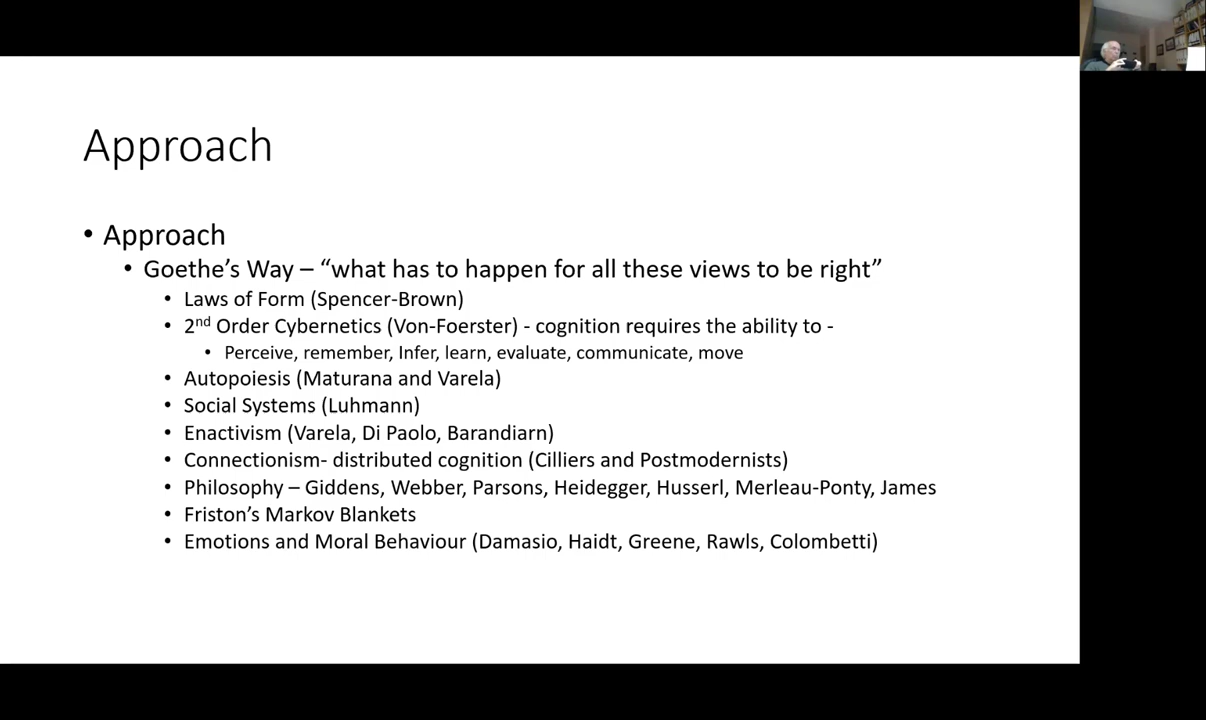 Approach
• Approach
• Goethe's Way – “what has to happen for all these views to be right”
• Laws of Form (Spencer-Brown)
• 2nd Order Cybernetics (Von-Foerster) - cognition requires the ability to -
• Perceive, remember, Infer, learn, evaluate, communicate, move
• Autopoiesis (Maturana and Varela)
• Social Systems (Luhmann)
• Enactivism (Varela, Di Paolo, Barandiarn)
• Connectionism- distributed cognition (Cilliers and Postmodernists)
• Philosophy – Giddens, Webber, Parsons, Heidegger, Husserl, Merleau-Ponty, James
• Friston's Markov Blankets
• Emotions and Moral Behaviour (Damasio, Haidt, Greene, Rawls, Colombetti)